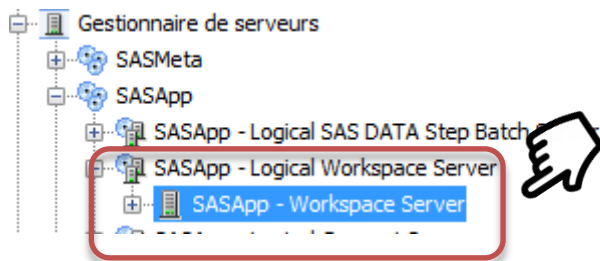 Gestionnaire de serveurs
SASMeta
SASApp
SASApp - Logical SAS DATA Step Batch
SASApp - Logical Workspace Server
SASApp - Workspace Server